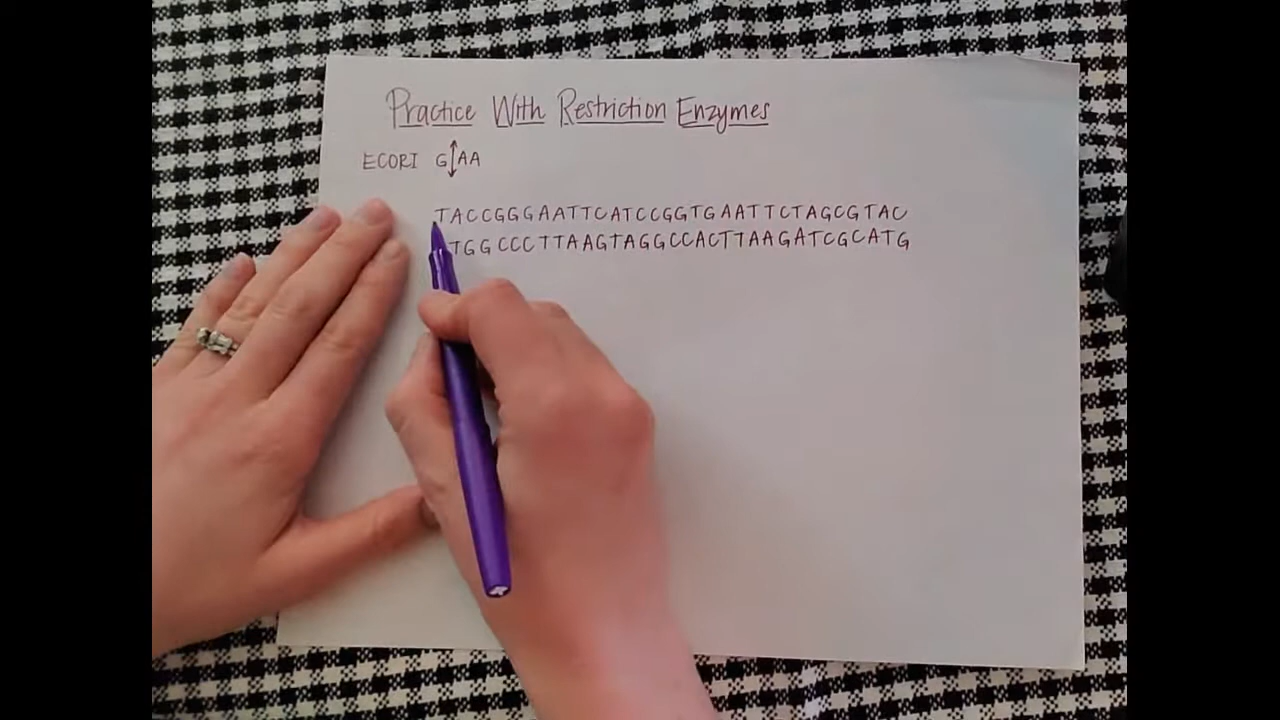 Practice With Restriction Enzymes
ECORI G↕AA
TACCGGGAATTCATCCGGTGAATTCTAGCGTAC
TGGCCCTTAAGTAGGCCACTTAAGATCGCATG